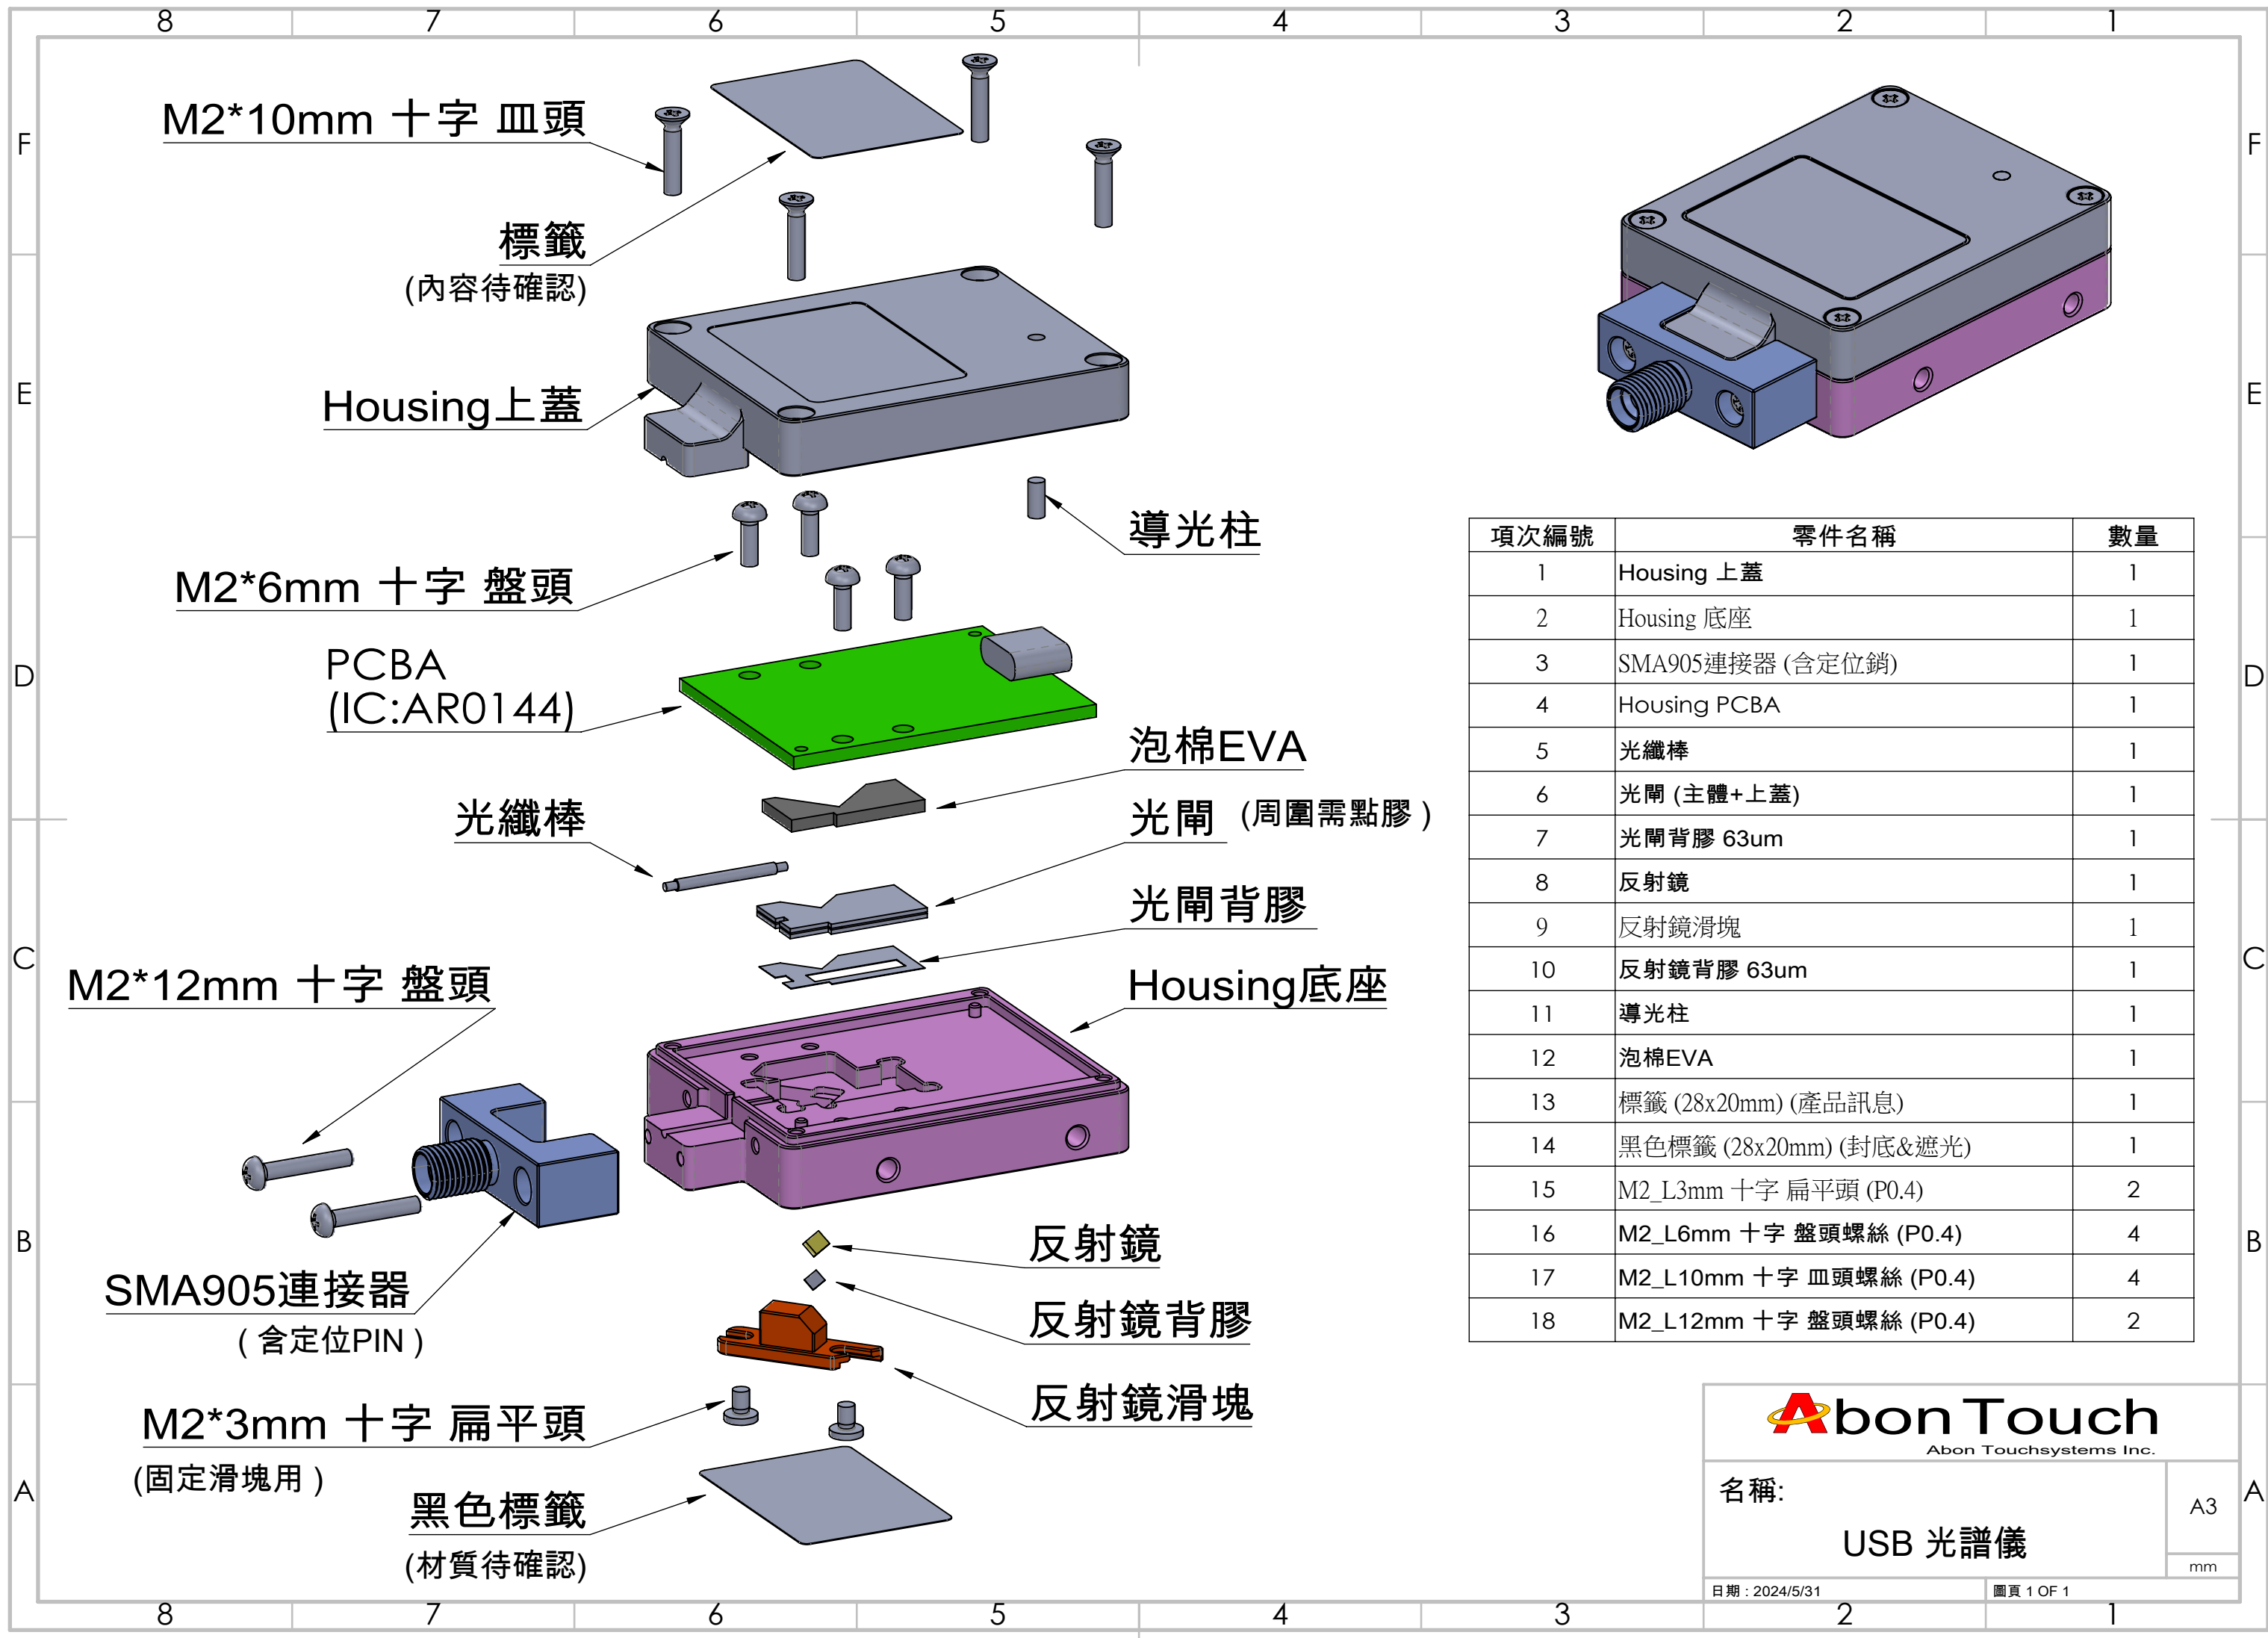 8 7 6 5 4 3 2 1
F F
E E
D D
C C
B B
A A
M2*10mm 十字 皿頭
標籤
(內容待確認)
Housing上蓋
導光柱
M2*6mm 十字 盤頭
PCBA
(IC:AR0144)
泡棉EVA
光纖棒
光閘 (周圍需點膠)
光閘背膠
M2*12mm 十字 盤頭
Housing底座
SMA905連接器
(含定位PIN)
反射鏡
反射鏡背膠
反射鏡滑塊
M2*3mm 十字 扁平頭
(固定滑塊用)
黑色標籤
(材質待確認)
項次編號 零件名稱 數量
1 Housing 上蓋 1
2 Housing 底座 1
3 SMA905連接器 (含定位銷) 1
4 Housing PCBA 1
5 光纖棒 1
6 光閘 (主體+上蓋) 1
7 光閘背膠 63um 1
8 反射鏡 1
9 反射鏡滑塊 1
10 反射鏡背膠 63um 1
11 導光柱 1
12 泡棉EVA 1
13 標籤 (28x20mm) (產品訊息) 1
14 黑色標籤 (28x20mm) (封底&遮光) 1
15 M2_L3mm 十字 扁平頭 (P0.4) 2
16 M2_L6mm 十字 盤頭螺絲 (P0.4) 4
17 M2_L10mm 十字 皿頭螺絲 (P0.4) 4
18 M2_L12mm 十字 盤頭螺絲 (P0.4) 2
Abon Touch
Abon Touchsystems Inc.
名稱:
USB 光譜儀
A3
mm
日期 : 2024/5/31
圖頁 1 OF 1
8 7 6 5 4 3 2 1